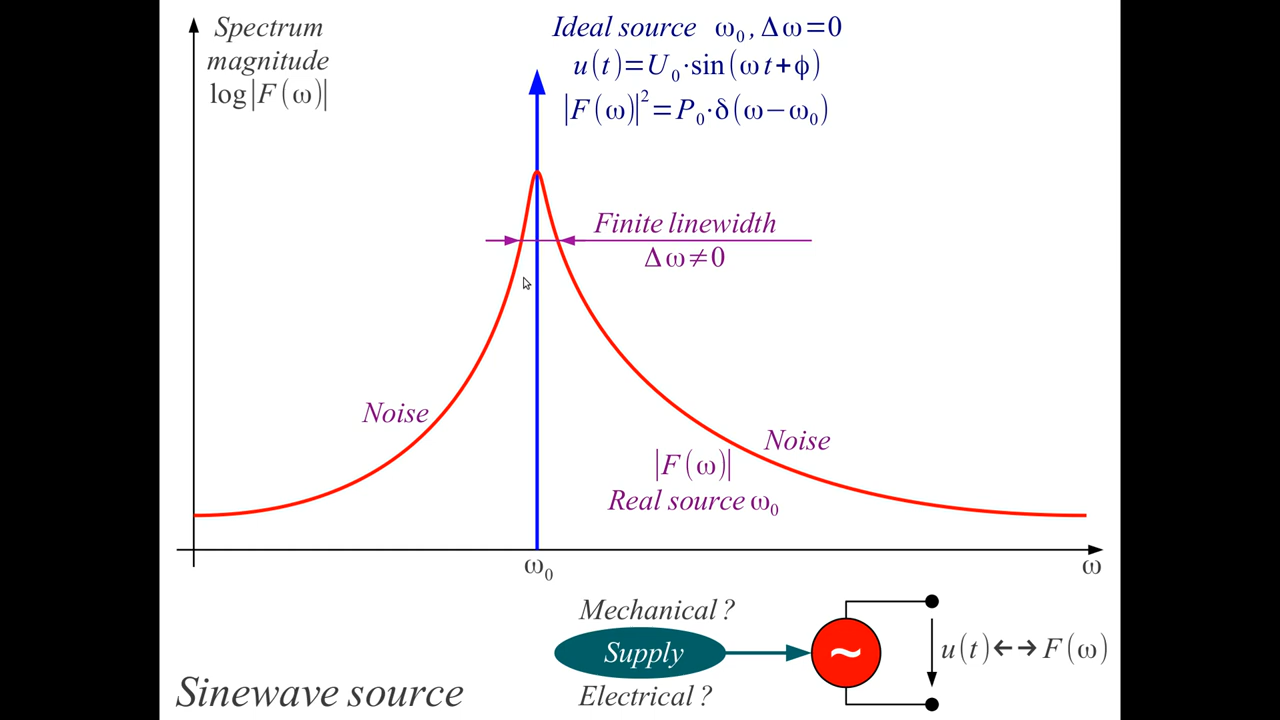 Spectrum
magnitude
log|F(ω)|
Ideal source ω₀, Δω=0
u(t)=U₀·sin(ωt+ϕ)
|F(ω)|²=P₀·δ(ω−ω₀)
Finite linewidth
Δω≠0
Noise
Noise
|F(ω)|
Real source ω₀
ω₀
ω
Mechanical?
Supply
Electrical?
~
u(t)←→F(ω)
Sinewave source